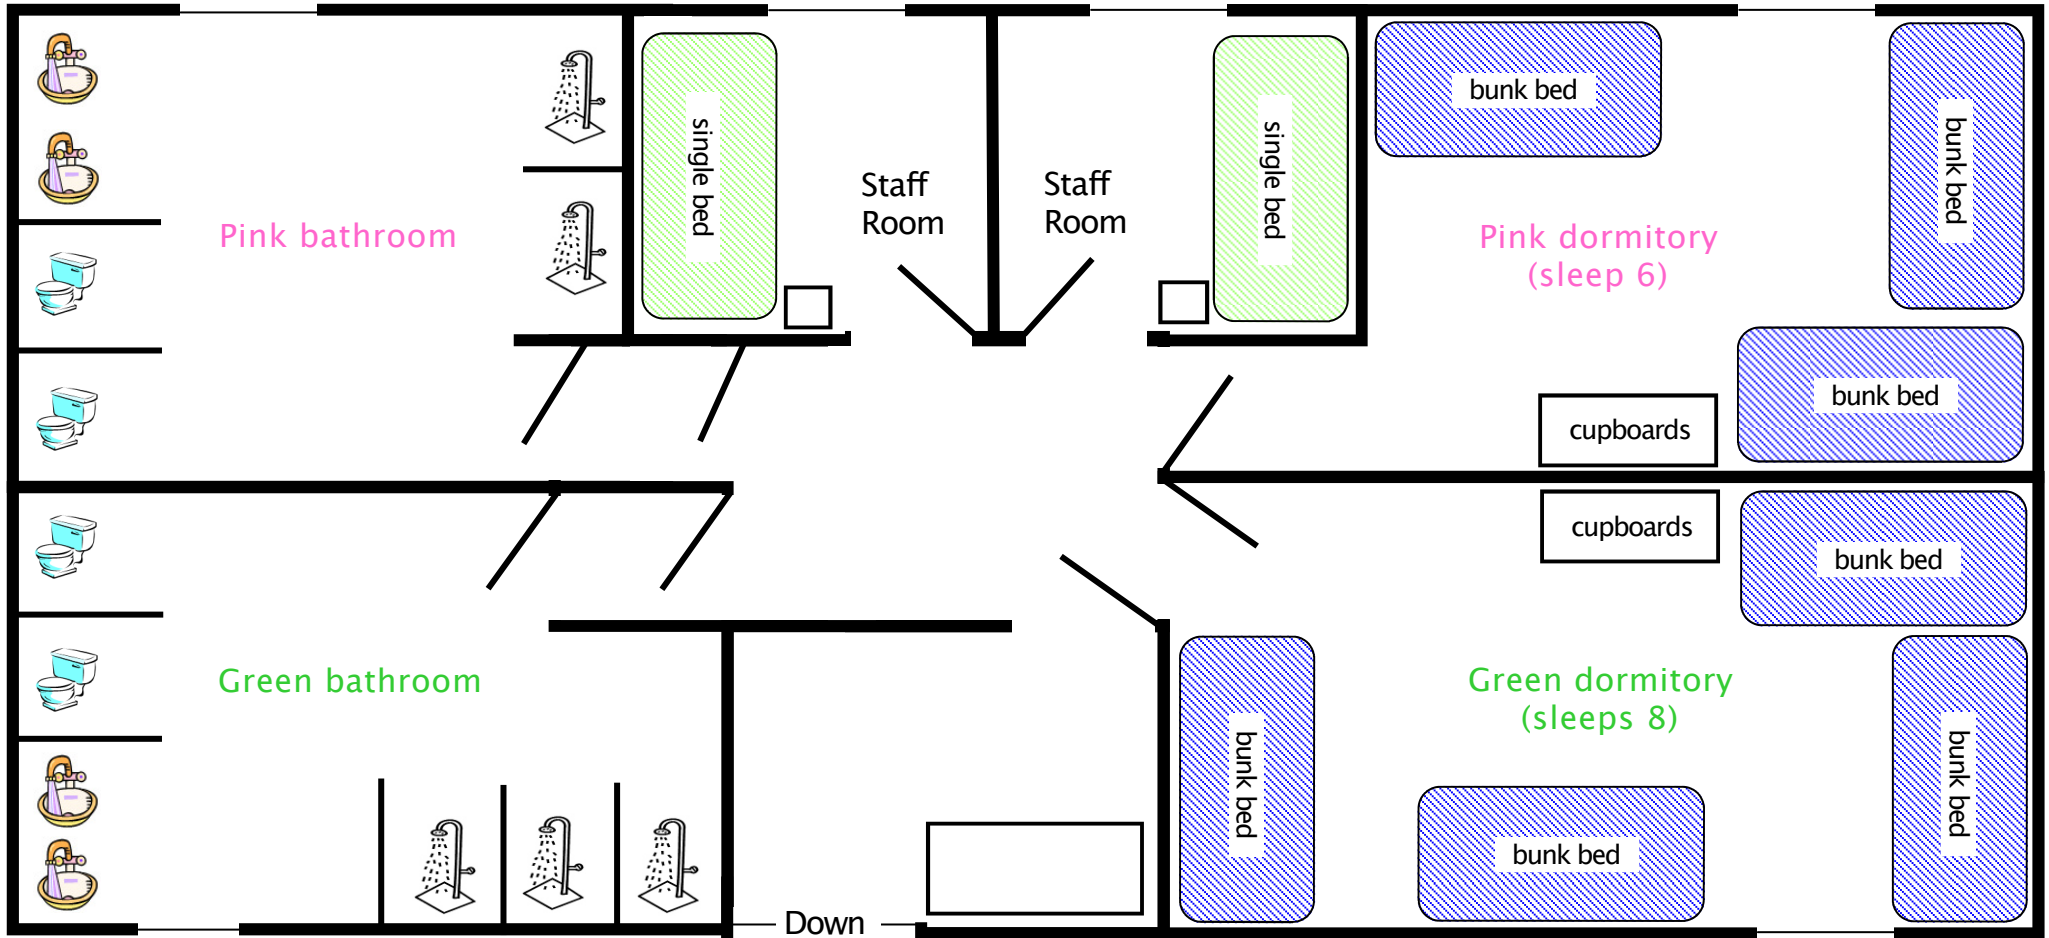 bunk bed
bunk bed
single bed
single bed
Staff
Room
Staff
Room
Pink bathroom
Pink dormitory
(sleep 6)
bunk bed
cupboards
cupboards
bunk bed
Green bathroom
Green dormitory
(sleeps 8)
bunk bed
bunk bed
bunk bed
Down